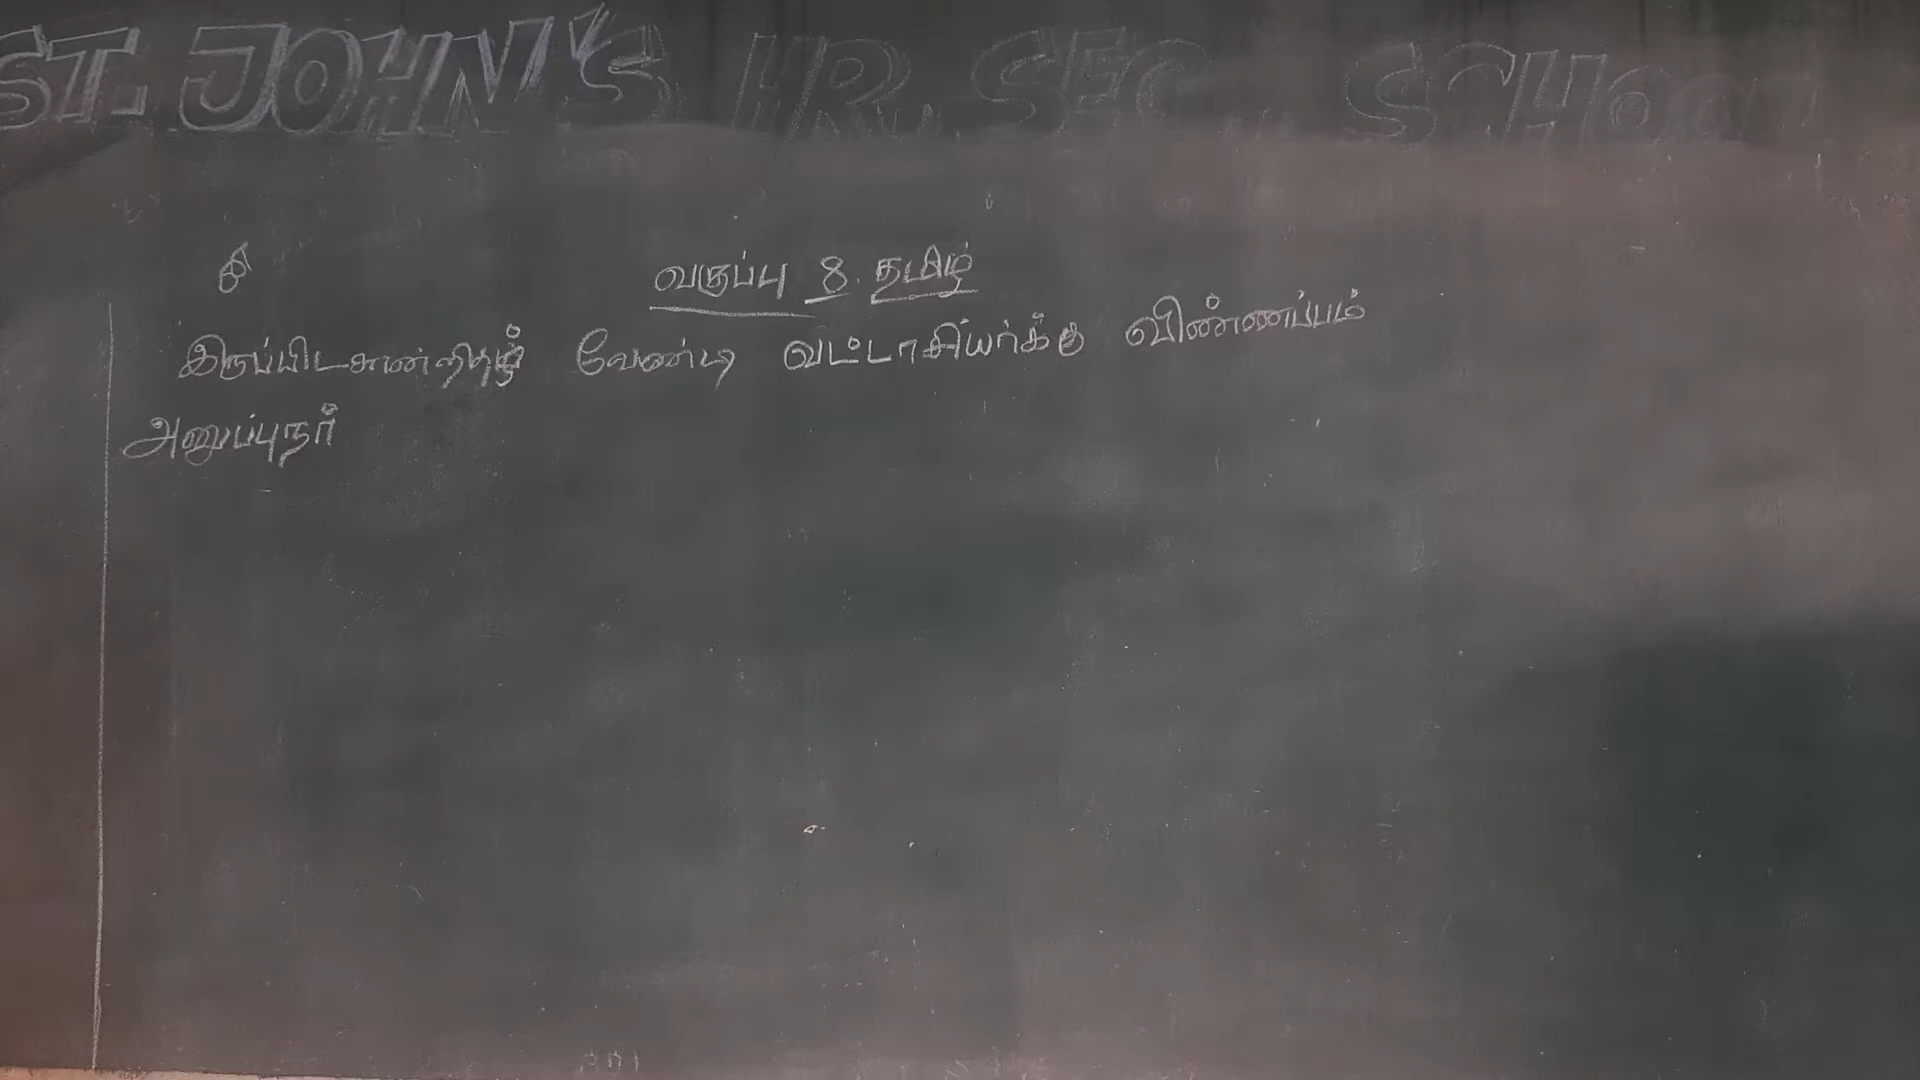 ST. JOHN'S HR. SEC. SCHOOL
உ
வகுப்பு 8. தமிழ்
இருப்பிடசான்றிதழ் வேண்டி வட்டாசியர்க்கு விண்ணப்பம்
அனுப்புநர்